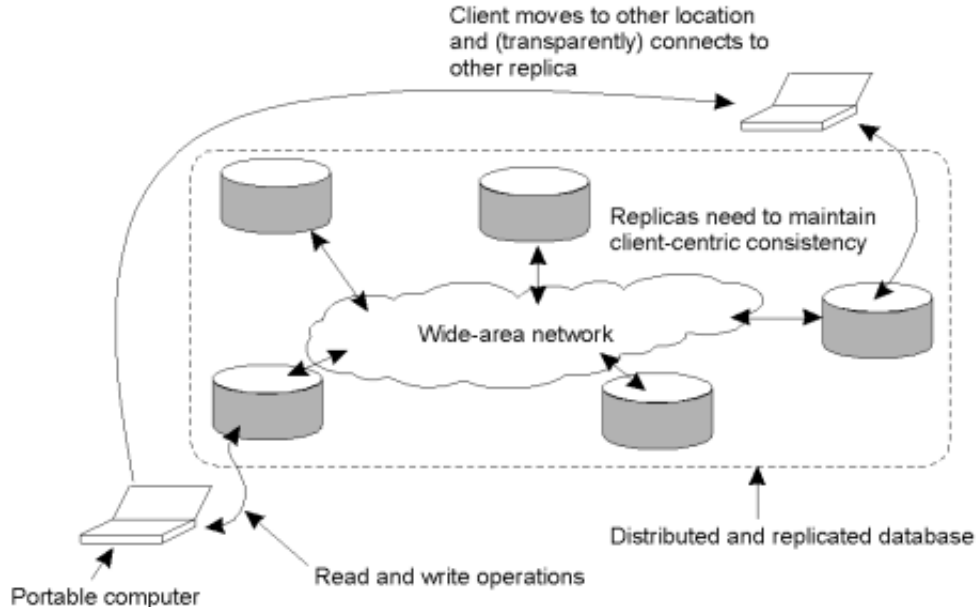 Client moves to other location
and (transparently) connects to
other replica
Replicas need to maintain
client-centric consistency
Wide-area network
Distributed and replicated database
Read and write operations
Portable computer